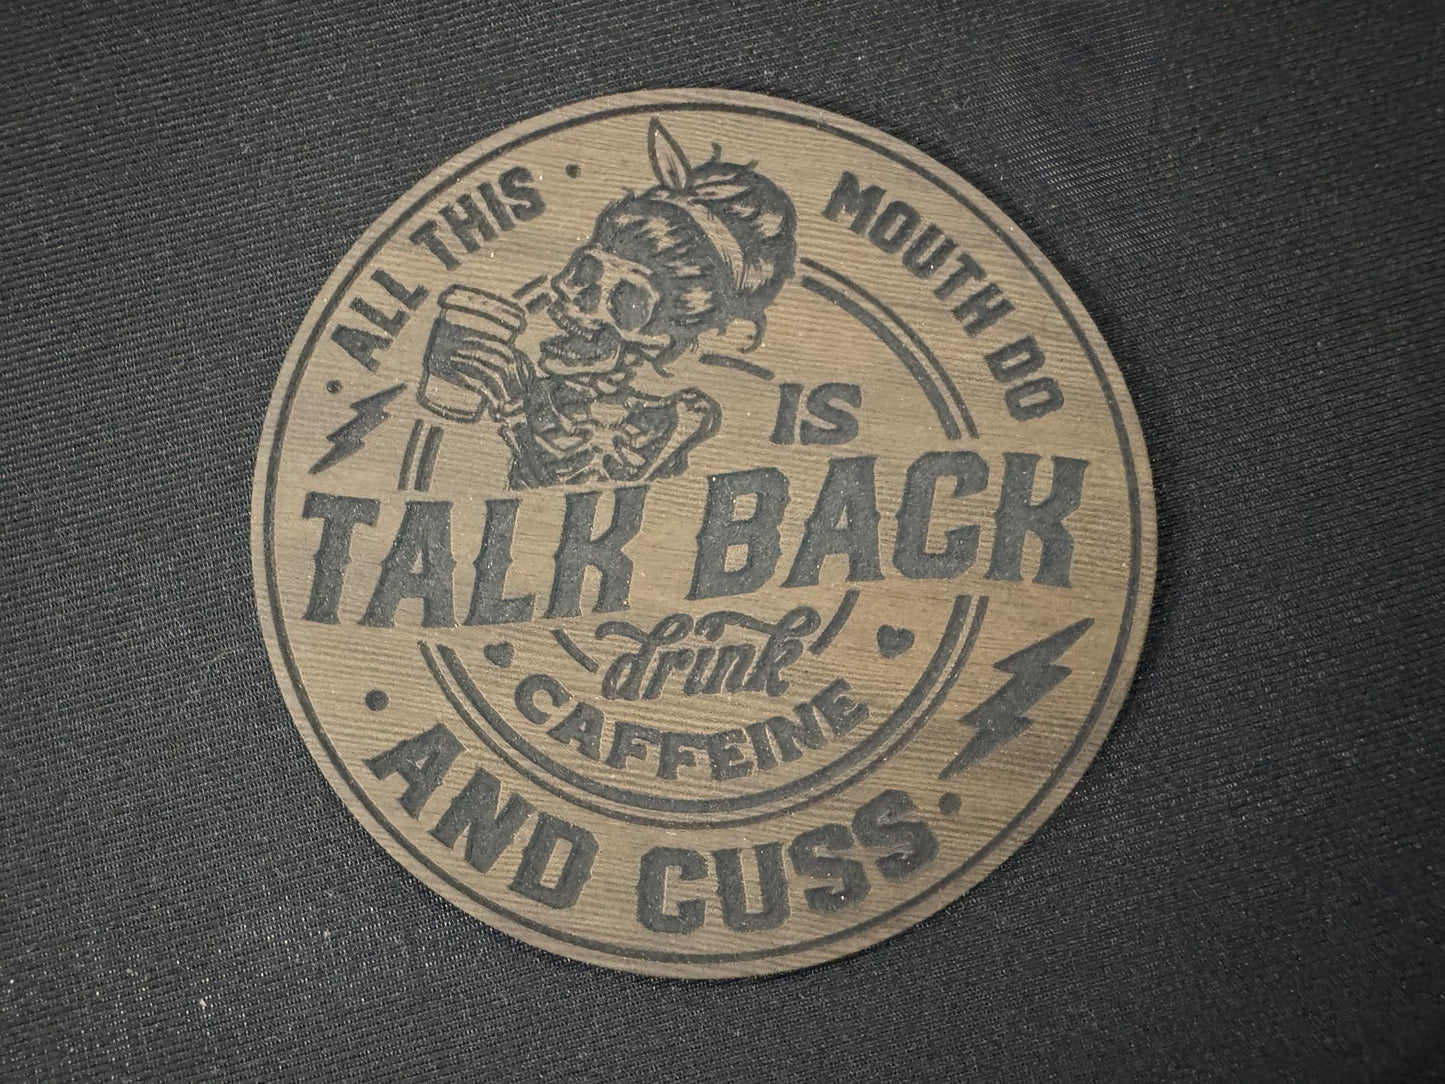 ALL THIS
MOUTH DO
IS
TALK BACK
drink
CAFFEINE
AND CUSS